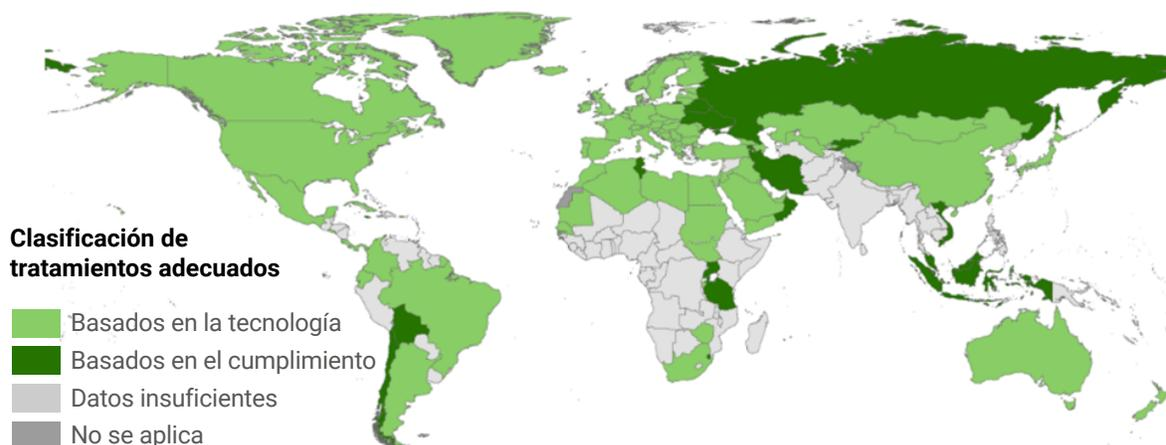 Clasificación de
tratamientos adecuados
Basados en la tecnología
Basados en el cumplimiento
Datos insuficientes
No se aplica